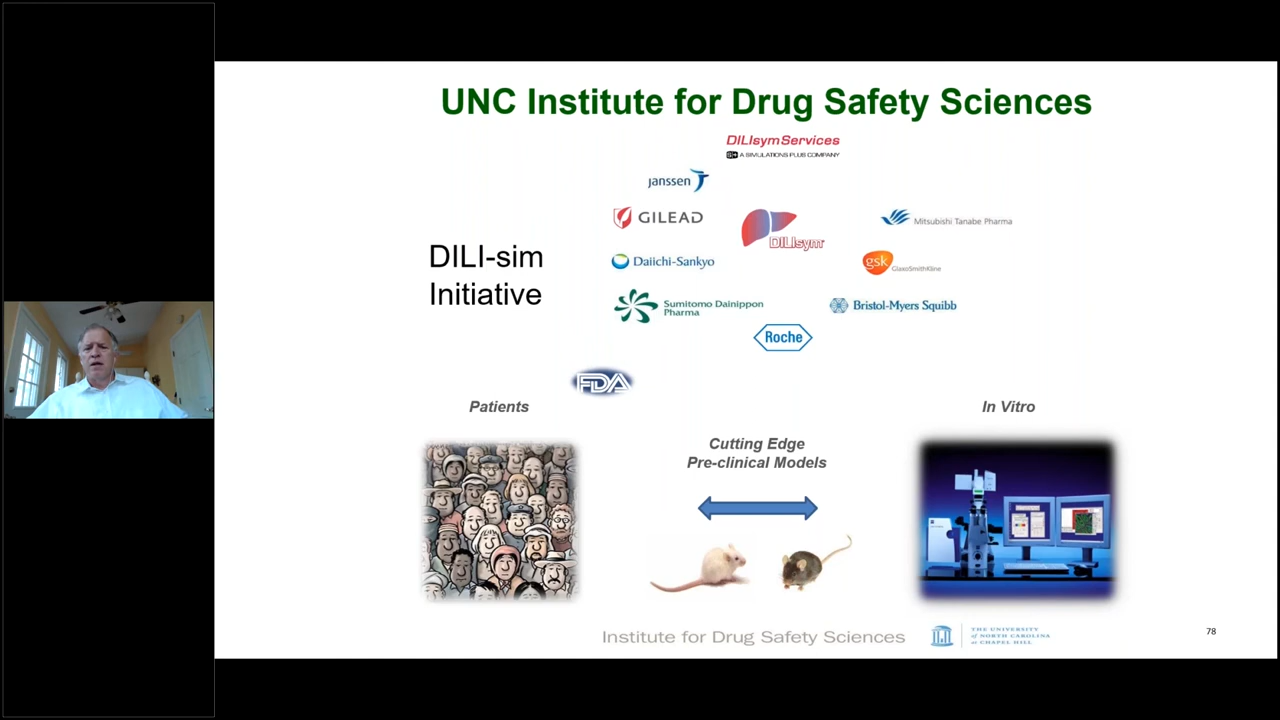 UNC Institute for Drug Safety Sciences
DILIsymServices
S+ A SIMULATIONS PLUS COMPANY
janssen
GILEAD
DILIsym
Mitsubishi Tanabe Pharma
DILI-sim
Initiative
Daiichi-Sankyo
gsk
GlaxoSmithKline
Sumitomo Dainippon
Pharma
Bristol-Myers Squibb
Roche
FDA
Patients
In Vitro
Cutting Edge
Pre-clinical Models
Institute for Drug Safety Sciences
THE UNIVERSITY
of NORTH CAROLINA
at CHAPEL HILL
78